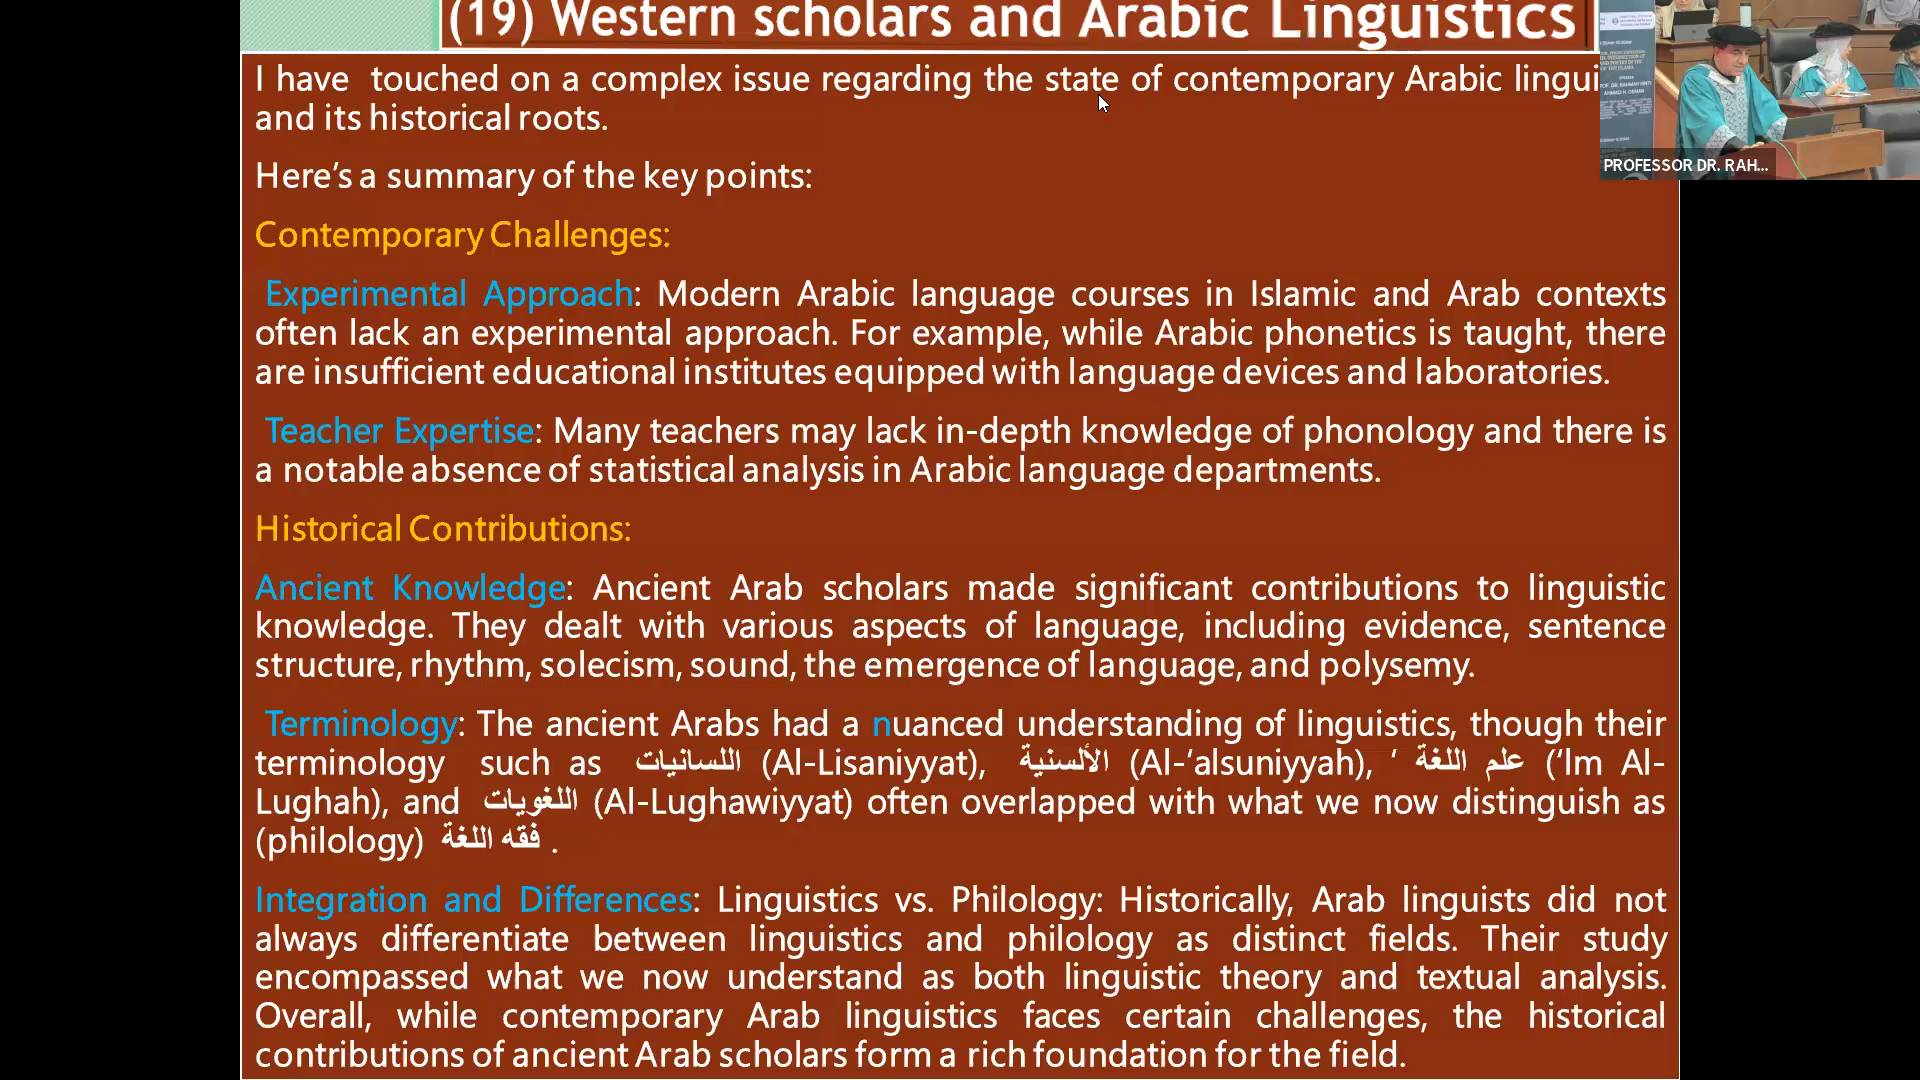 (19) Western scholars and Arabic Linguistics
I have touched on a complex issue regarding the state of contemporary Arabic lingui
and its historical roots.
Here's a summary of the key points:
Contemporary Challenges:
Experimental Approach: Modern Arabic language courses in Islamic and Arab contexts
often lack an experimental approach. For example, while Arabic phonetics is taught, there
are insufficient educational institutes equipped with language devices and laboratories.
Teacher Expertise: Many teachers may lack in-depth knowledge of phonology and there is
a notable absence of statistical analysis in Arabic language departments.
Historical Contributions:
Ancient Knowledge: Ancient Arab scholars made significant contributions to linguistic
knowledge. They dealt with various aspects of language, including evidence, sentence
structure, rhythm, solecism, sound, the emergence of language, and polysemy.
Terminology: The ancient Arabs had a nuanced understanding of linguistics, though their
terminology such as اللسانيات (Al-Lisaniyyat), الألسنية (Al-'alsuniyyah), ' علم اللغة ('lm Al-
Lughah), and اللغويات (Al-Lughawiyyat) often overlapped with what we now distinguish as
(philology) فقه اللغة .
Integration and Differences: Linguistics vs. Philology: Historically, Arab linguists did not
always differentiate between linguistics and philology as distinct fields. Their study
encompassed what we now understand as both linguistic theory and textual analysis.
Overall, while contemporary Arab linguistics faces certain challenges, the historical
contributions of ancient Arab scholars form a rich foundation for the field.
PROFESSOR DR. RAH...